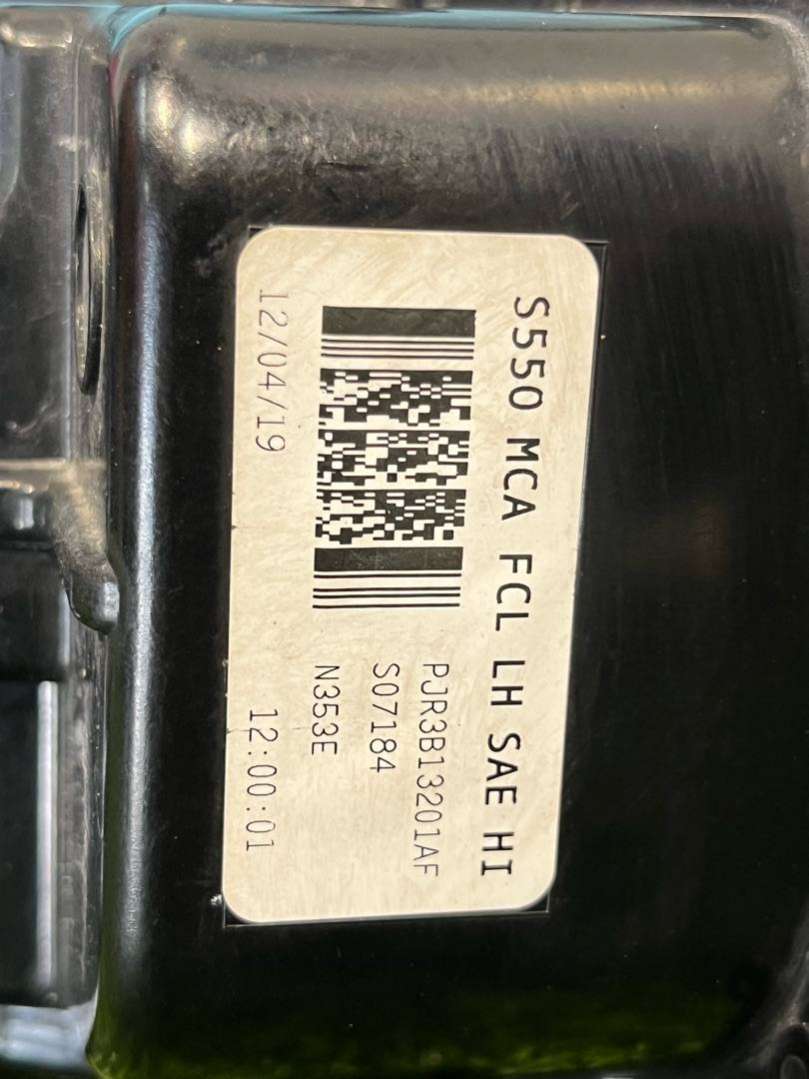 S550 MCA FCL LH SAE HI
PJR3B13201AF
S07184
N353E
12/04/19
12:00:01